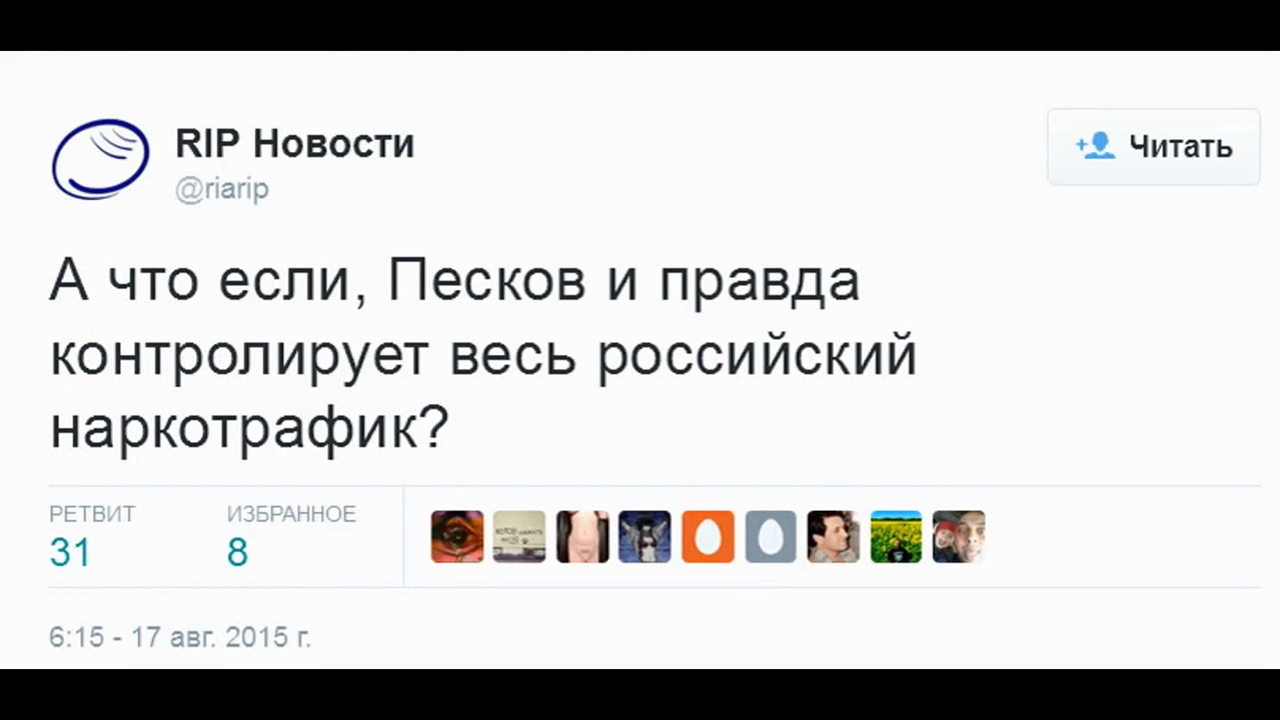 RIP Новости
@riarip
Читать
А что если, Песков и правда
контролирует весь российский
наркотрафик?
РЕТВИТ
ИЗБРАННОЕ
31
8
6:15 - 17 авг. 2015 г.